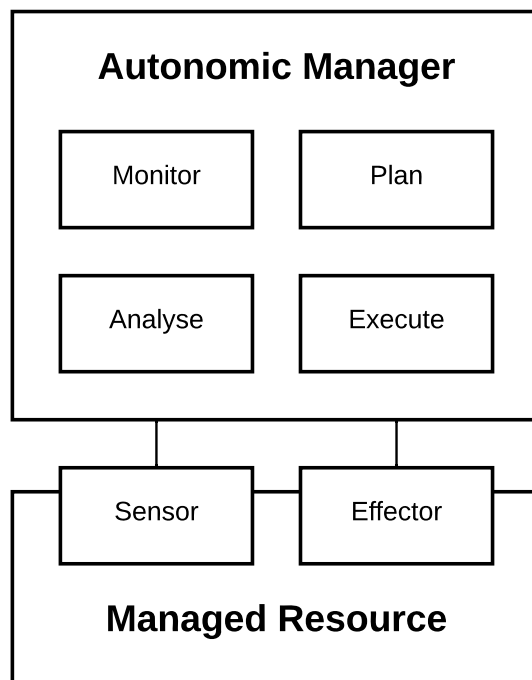 Autonomic Manager
Monitor
Plan
Analyse
Execute
Sensor
Effector
Managed Resource